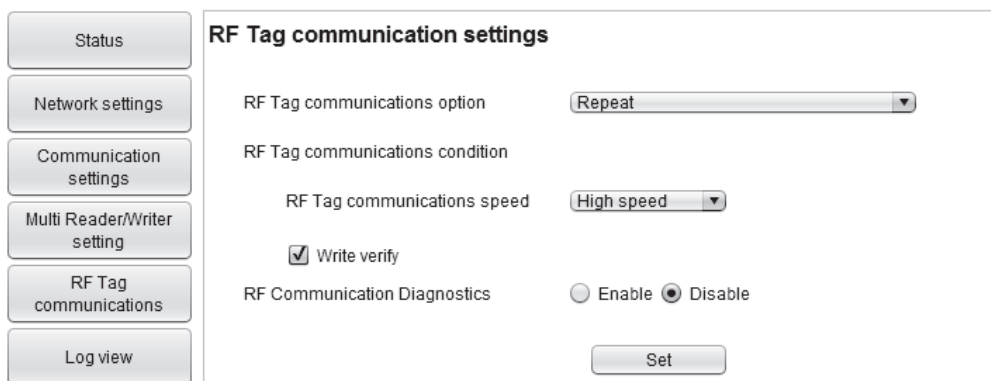 Status
Network settings
Communication
settings
Multi Reader/Writer
setting
RF Tag
communications
Log view
RF Tag communication settings
RF Tag communications option Repeat
RF Tag communications condition
RF Tag communications speed High speed
Write verify
RF Communication Diagnostics Enable Disable
Set